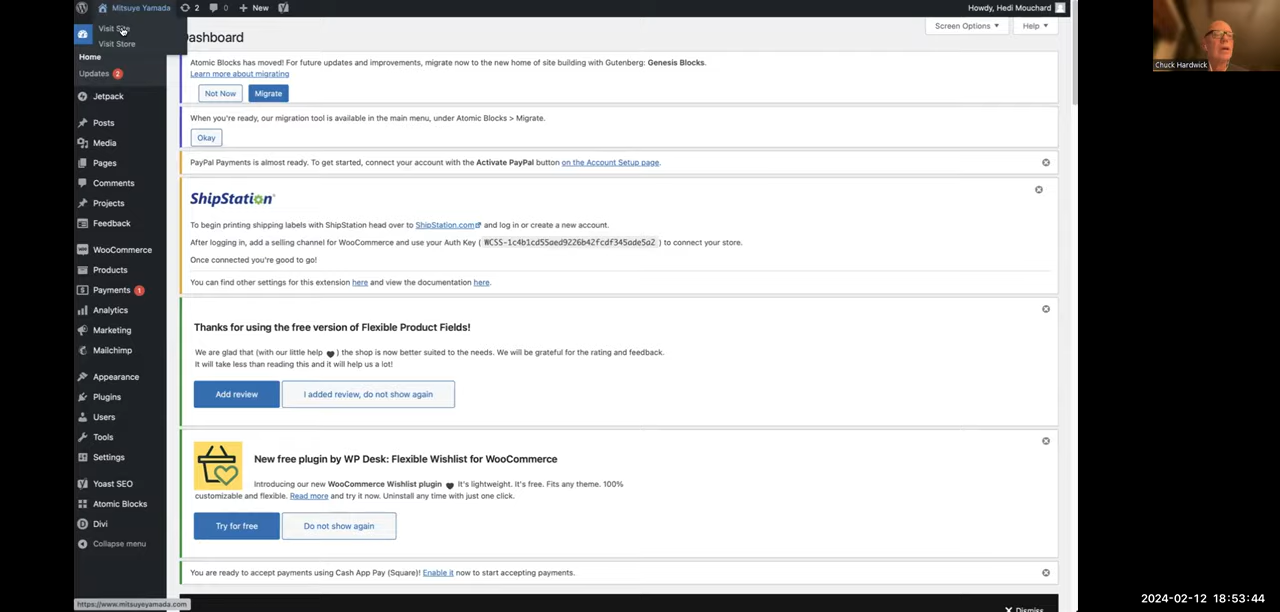 Mitsuye Yamada 2 0 New Howdy, Hedi Mouchard
Visit Site
Visit Store
Home
Updates 2
Jetpack
Posts
Media
Pages
Comments
Projects
Feedback
WooCommerce
Products
Payments 1
Analytics
Marketing
Mailchimp
Appearance
Plugins
Users
Tools
Settings
Yoast SEO
Atomic Blocks
Divi
Collapse menu
https://www.mitsuyeyamada.com
Dashboard
Screen Options Help
Atomic Blocks has moved! For future updates and improvements, migrate now to the new home of site building with Gutenberg: Genesis Blocks.
Learn more about migrating
Not Now Migrate
When you're ready, our migration tool is available in the main menu, under Atomic Blocks > Migrate.
Okay
PayPal Payments is almost ready. To get started, connect your account with the Activate PayPal button on the Account Setup page.
ShipStation
To begin printing shipping labels with ShipStation head over to ShipStation.com and log in or create a new account.
After logging in, add a selling channel for WooCommerce and use your Auth Key ( WCSS-1c4b1cd55aed9226b42fcdf345ade5a2 ) to connect your store.
Once connected you're good to go!
You can find other settings for this extension here and view the documentation here.
Thanks for using the free version of Flexible Product Fields!
We are glad that (with our little help ) the shop is now better suited to the needs. We will be grateful for the rating and feedback.
It will take less than reading this and it will help us a lot!
Add review I added review, do not show again
New free plugin by WP Desk: Flexible Wishlist for WooCommerce
Introducing our new WooCommerce Wishlist plugin It's lightweight. It's free. Fits any theme. 100%
customizable and flexible. Read more and try it now. Uninstall any time with just one click.
Try for free Do not show again
You are ready to accept payments using Cash App Pay (Square)! Enable it now to start accepting payments.
Dismiss
Chuck Hardwick
2024-02-12 18:53:44